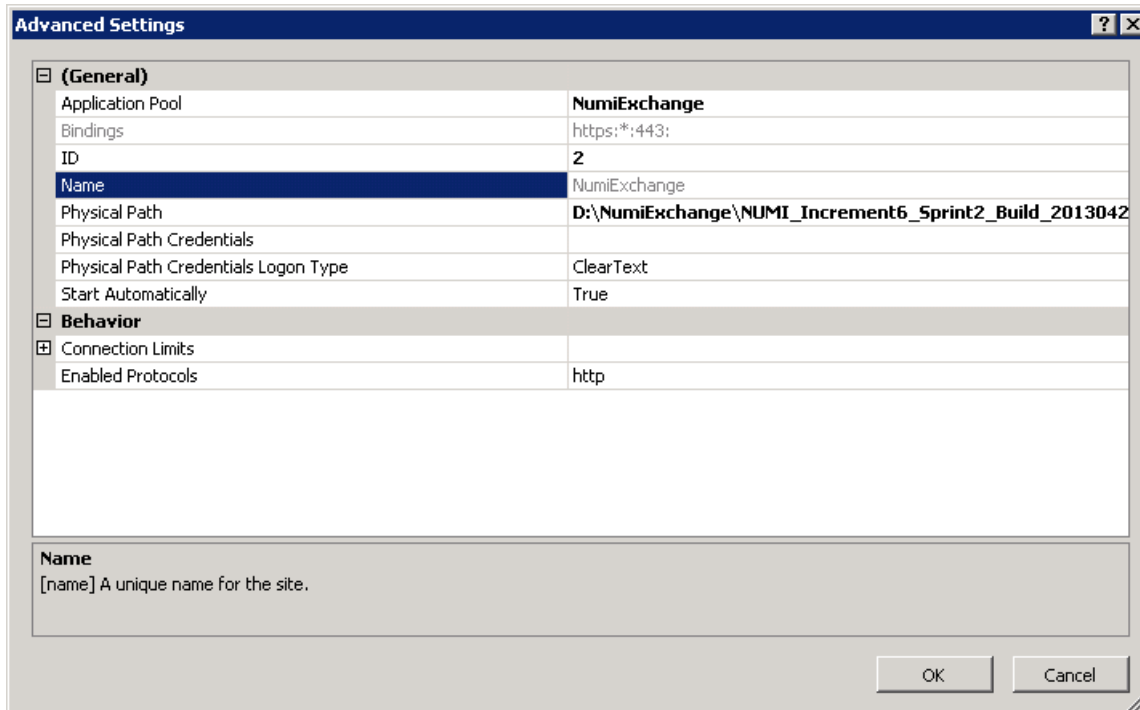 Advanced Settings
(General)
Application Pool NumiExchange
Bindings https:*:443:
ID 2
Name NumiExchange
Physical Path D:\NumiExchange\NUMI_Increment6_Sprint2_Build_2013042
Physical Path Credentials
Physical Path Credentials Logon Type ClearText
Start Automatically True
Behavior
Connection Limits
Enabled Protocols http
Name
[name] A unique name for the site.
OK Cancel